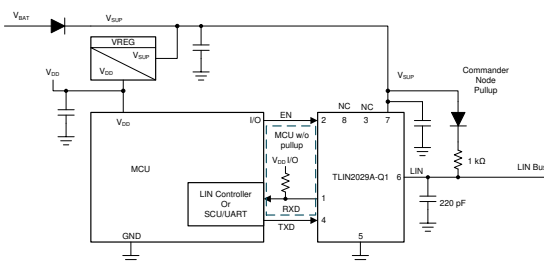 VBAT
VSUP
VREG
VSUP
VDD
VDD
VSUP
Commander
Node
Pullup
VDD
I/O
EN
2
NC
8
NC
3
7
MCU w/o
pullup
VDD I/O
MCU
TLIN2029A-Q1
6
LIN
1 kΩ
LIN Bus
LIN Controller
Or
SCU/UART
RXD
1
TXD
4
220 pF
GND
5